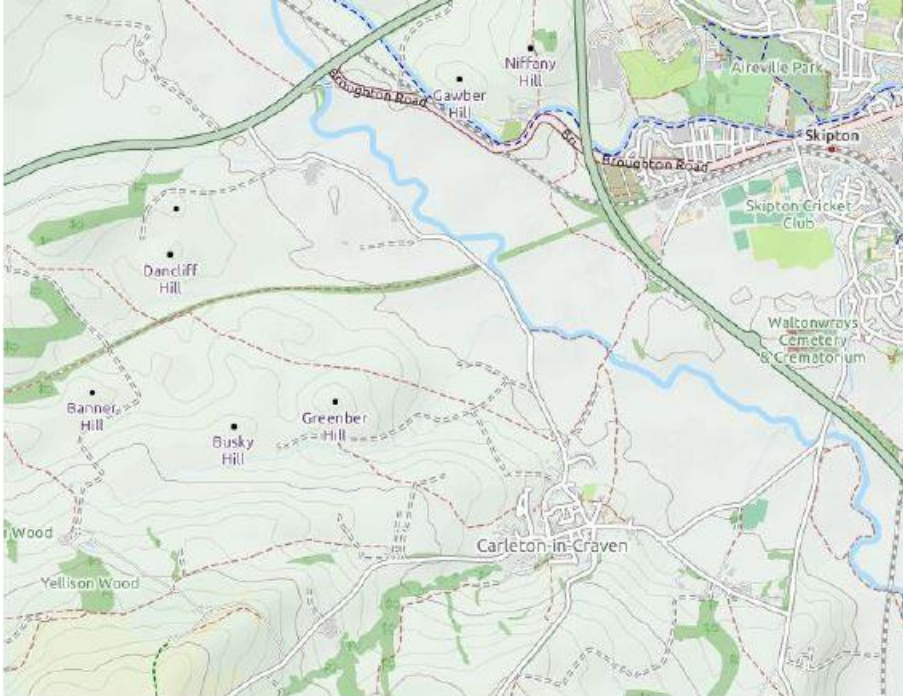 Niffany
Hill
Gawber
Hill
Broughton Road
Aireville Park
Skipton
Broughton Road
Skipton Cricket
Club
Dancliff
Hill
Waltonwrays
Cemetery
& Crematorium
Banner
Hill
Greenber
Hill
Busky
Hill
Wood
Carleton-in-Craven
Yellison Wood